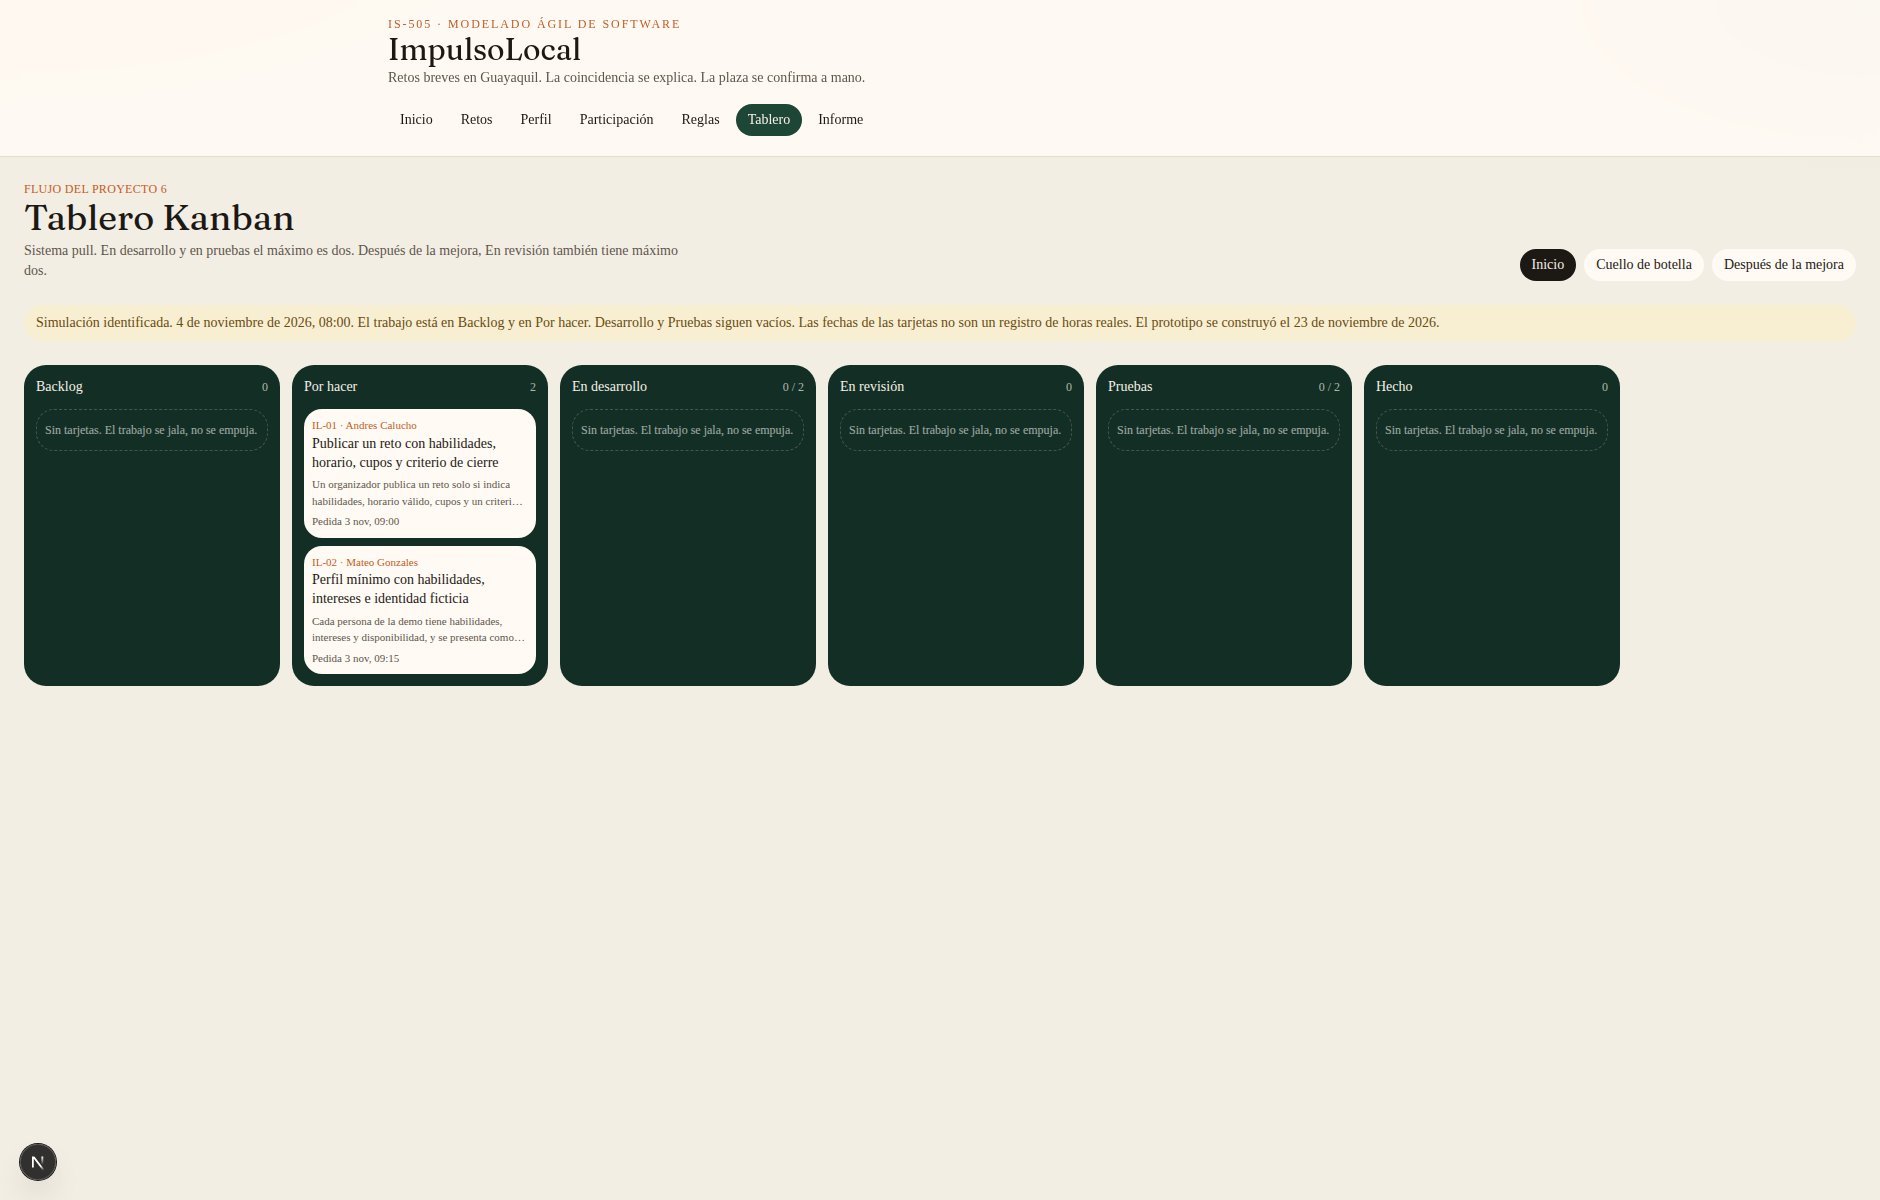 IS-505 · MODELADO ÁGIL DE SOFTWARE
ImpulsoLocal
Retos breves en Guayaquil. La coincidencia se explica. La plaza se confirma a mano.
Inicio Retos Perfil Participación Reglas Tablero Informe
FLUJO DEL PROYECTO 6
Tablero Kanban
Sistema pull. En desarrollo y en pruebas el máximo es dos. Después de la mejora, En revisión también tiene máximo
dos.
Inicio Cuello de botella Después de la mejora
Simulación identificada. 4 de noviembre de 2026, 08:00. El trabajo está en Backlog y en Por hacer. Desarrollo y Pruebas siguen vacíos. Las fechas de las tarjetas no son un registro de horas reales. El prototipo se construyó el 23 de noviembre de 2026.
Backlog 0
Sin tarjetas. El trabajo se jala, no se empuja.
Por hacer 2
IL-01 · Andres Calucho
Publicar un reto con habilidades,
horario, cupos y criterio de cierre
Un organizador publica un reto solo si indica
habilidades, horario válido, cupos y un criteri…
Pedida 3 nov, 09:00
IL-02 · Mateo Gonzales
Perfil mínimo con habilidades,
intereses e identidad ficticia
Cada persona de la demo tiene habilidades,
intereses y disponibilidad, y se presenta como…
Pedida 3 nov, 09:15
En desarrollo 0 / 2
Sin tarjetas. El trabajo se jala, no se empuja.
En revisión 0
Sin tarjetas. El trabajo se jala, no se empuja.
Pruebas 0 / 2
Sin tarjetas. El trabajo se jala, no se empuja.
Hecho 0
Sin tarjetas. El trabajo se jala, no se empuja.
N